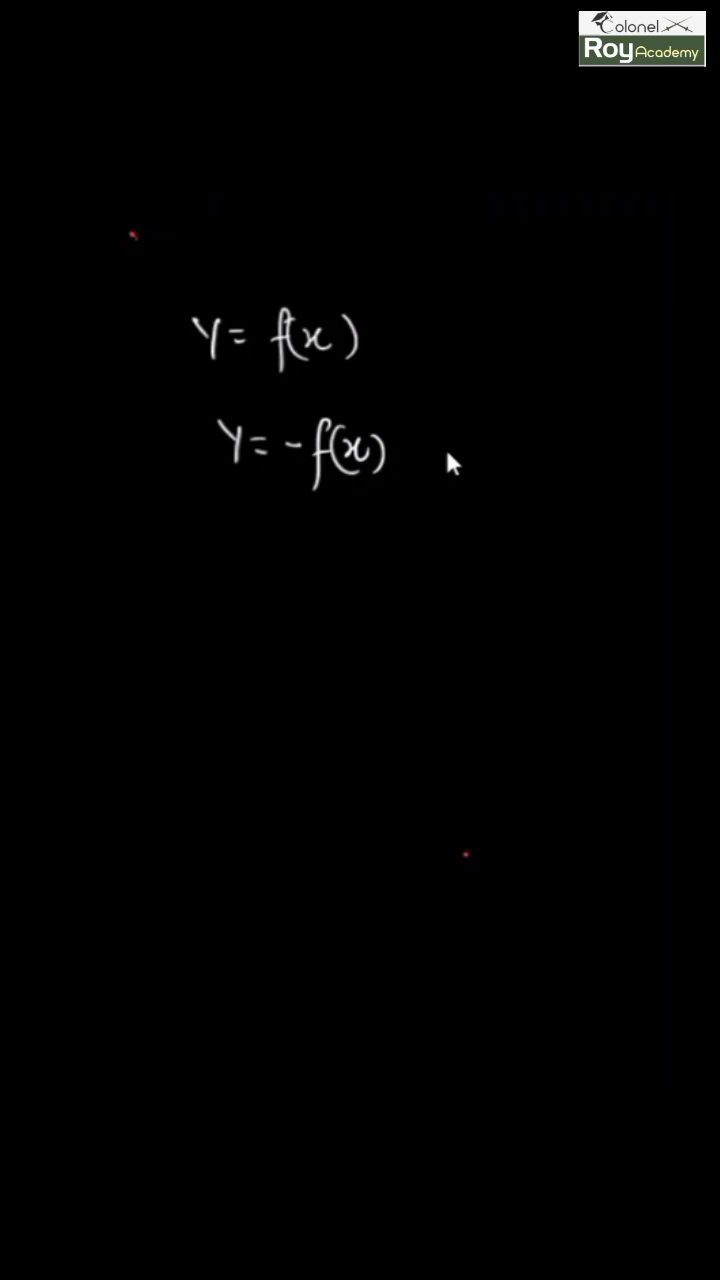 Colonel
Roy Academy
Y = f(x)
Y = -f(x)